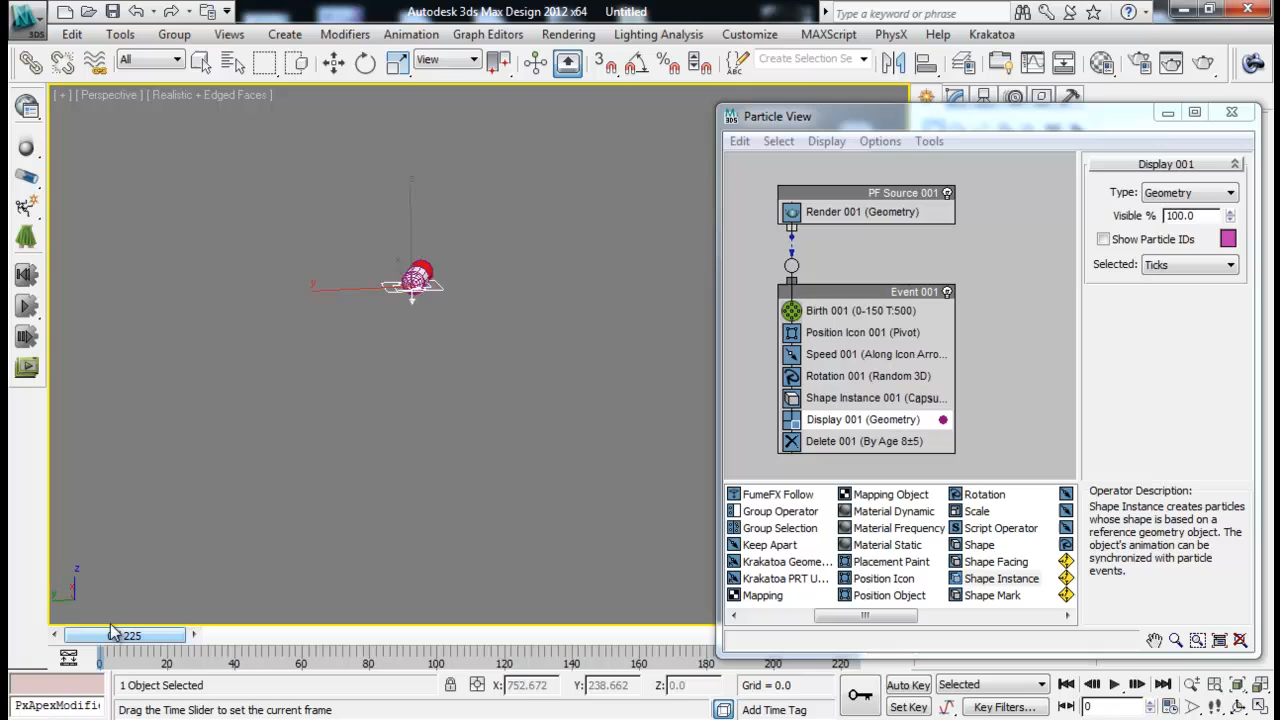 Autodesk 3ds Max Design 2012 x64 Untitled
Type a keyword or phrase
3DS
Edit Tools Group Views Create Modifiers Animation Graph Editors Rendering Lighting Analysis Customize MAXScript PhysX Help Krakatoa
All View 3 Create Selection Se
[ + ] [ Perspective ] [ Realistic + Edged Faces ]
Particle View
Edit Select Display Options Tools
PF Source 001
Render 001 (Geometry)
Event 001
Birth 001 (0-150 T:500)
Position Icon 001 (Pivot)
Speed 001 (Along Icon Arro...
Rotation 001 (Random 3D)
Shape Instance 001 (Capsu...
Display 001 (Geometry)
Delete 001 (By Age 8±5)
Display 001
Type: Geometry
Visible % 100.0
Show Particle IDs
Selected: Ticks
FumeFX Follow Mapping Object Rotation
Group Operator Material Dynamic Scale
Group Selection Material Frequency Script Operator
Keep Apart Material Static Shape
Krakatoa Geome... Placement Paint Shape Facing
Krakatoa PRT U... Position Icon Shape Instance
Mapping Position Object Shape Mark
Operator Description:
Shape Instance creates particles
whose shape is based on a
reference geometry object. The
object's animation can be
synchronized with particle
events.
z
y
225
0 20 40 60 80 100 120 140 160 180 200 220
1 Object Selected X: 752.672 Y: 238.662 Z: 0.0 Grid = 0.0 Auto Key Selected
PxApexModific Drag the Time Slider to set the current frame Add Time Tag Set Key Key Filters... 0